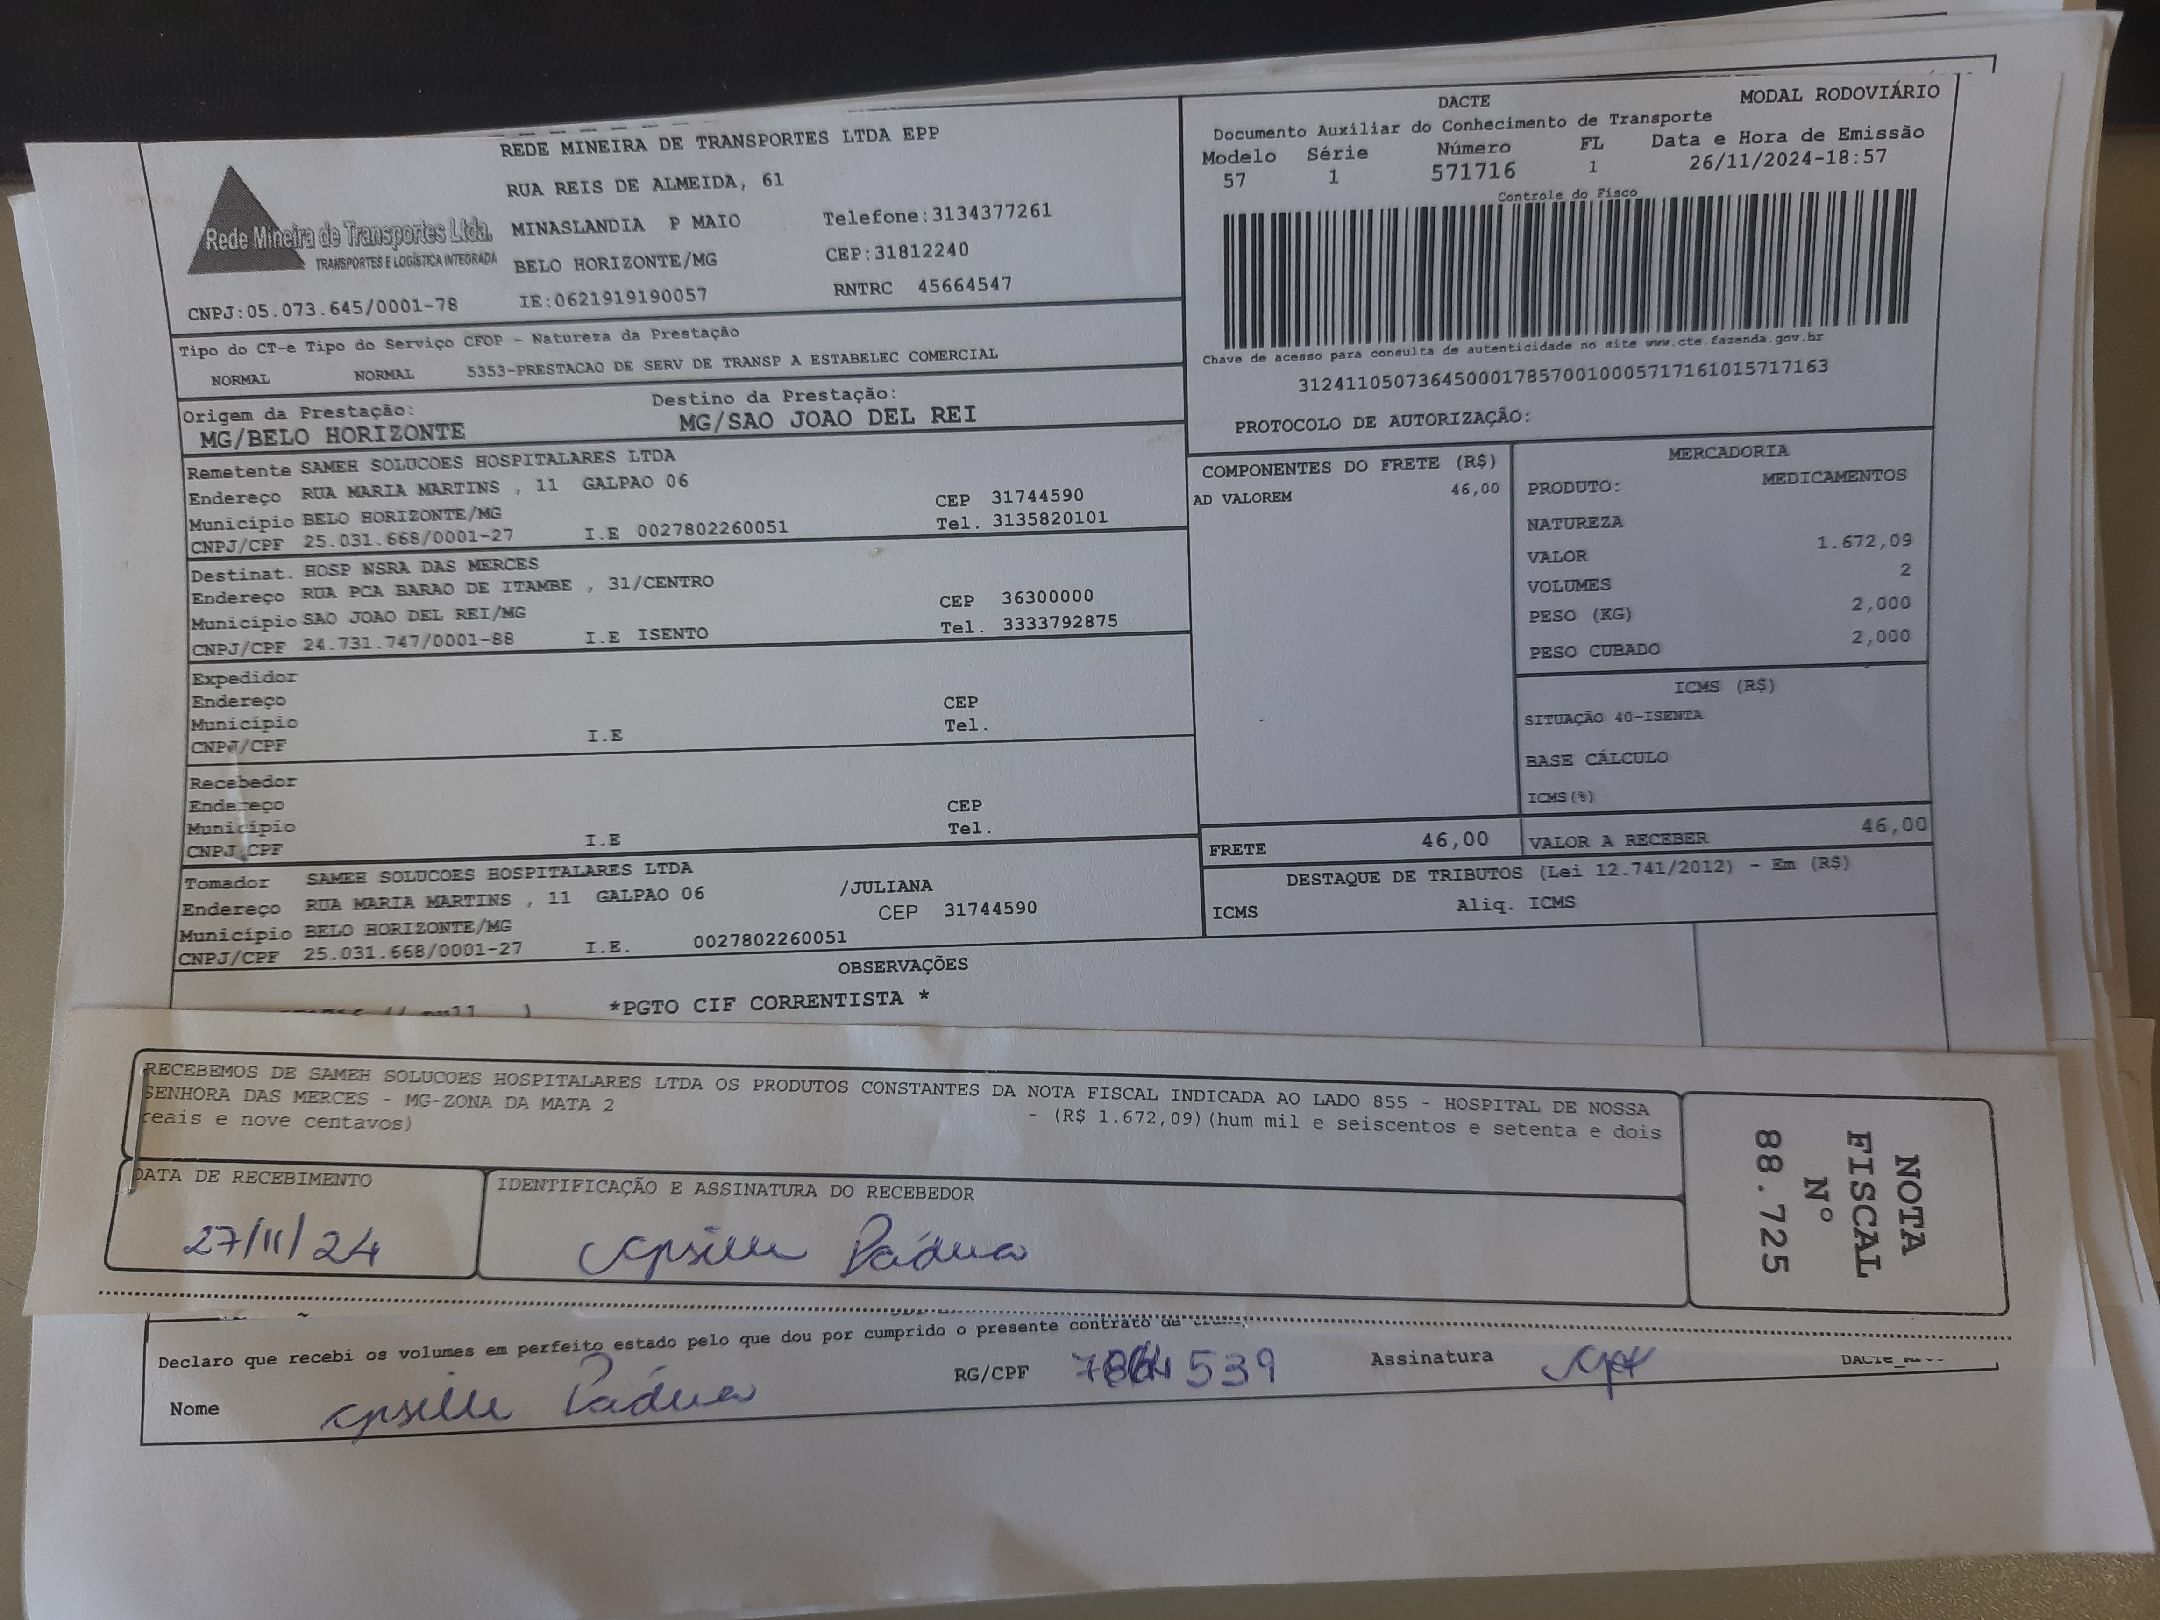 REDE MINEIRA DE TRANSPORTES LTDA EPP
RUA REIS DE ALMEIDA, 61
MINASLANDIA P MAIO Telefone:3134377261
BELO HORIZONTE/MG CEP:31812240
Rede Mineira de Transportes Ltda.
TRANSPORTES E LOGÍSTICA INTEGRADA
CNPJ:05.073.645/0001-78 IE:0621919190057 RNTRC 45664547
DACTE MODAL RODOVIÁRIO
Documento Auxiliar do Conhecimento de Transporte
Modelo Série Número FL Data e Hora de Emissão
57 1 571716 1 26/11/2024-18:57
Controle do Fisco
Chave de acesso para consulta de autenticidade no site www.cte.fazenda.gov.br
31241105073645000178570010005717161015717163
PROTOCOLO DE AUTORIZAÇÃO:
Tipo do CT-e Tipo do Serviço CFOP - Natureza da Prestação
NORMAL NORMAL 5353-PRESTACAO DE SERV DE TRANSP A ESTABELEC COMERCIAL
Origem da Prestação: Destino da Prestação:
MG/BELO HORIZONTE MG/SAO JOAO DEL REI
Remetente SAMEH SOLUCOES HOSPITALARES LTDA
Endereço RUA MARIA MARTINS , 11 GALPAO 06 CEP 31744590
Município BELO HORIZONTE/MG Tel. 3135820101
CNPJ/CPF 25.031.668/0001-27 I.E 0027802260051
Destinat. HOSP NSRA DAS MERCES
Endereço RUA PCA BARAO DE ITAMBE , 31/CENTRO CEP 36300000
Município SAO JOAO DEL REI/MG Tel. 3333792875
CNPJ/CPF 24.731.747/0001-88 I.E ISENTO
Expedidor
Endereço CEP
Município Tel.
CNPJ/CPF I.E
Recebedor
Endereço CEP
Município Tel.
CNPJ/CPF I.E
Tomador SAMEH SOLUCOES HOSPITALARES LTDA
Endereço RUA MARIA MARTINS , 11 GALPAO 06 /JULIANA
CEP 31744590
Município BELO HORIZONTE/MG
CNPJ/CPF 25.031.668/0001-27 I.E. 0027802260051
COMPONENTES DO FRETE (R$)
AD VALOREM 46,00
MERCADORIA
PRODUTO: MEDICAMENTOS
NATUREZA
VALOR 1.672,09
VOLUMES 2
PESO (KG) 2,000
PESO CUBADO 2,000
ICMS (R$)
SITUAÇÃO 40-ISENTA
BASE CÁLCULO
ICMS(%)
FRETE 46,00 VALOR A RECEBER 46,00
DESTAQUE DE TRIBUTOS (Lei 12.741/2012) - Em (R$)
ICMS Aliq. ICMS
OBSERVAÇÕES
*PGTO CIF CORRENTISTA *
RECEBEMOS DE SAMEH SOLUCOES HOSPITALARES LTDA OS PRODUTOS CONSTANTES DA NOTA FISCAL INDICADA AO LADO 855 - HOSPITAL DE NOSSA
SENHORA DAS MERCES - MG-ZONA DA MATA 2 - (R$ 1.672,09)(hum mil e seiscentos e setenta e dois
reais e nove centavos)
DATA DE RECEBIMENTO IDENTIFICAÇÃO E ASSINATURA DO RECEBEDOR
27/11/24 Pádua
NOTA
FISCAL
Nº
88.725
Declaro que recebi os volumes em perfeito estado pelo que dou por cumprido o presente contrato de
Nome Pádua RG/CPF 539 Assinatura